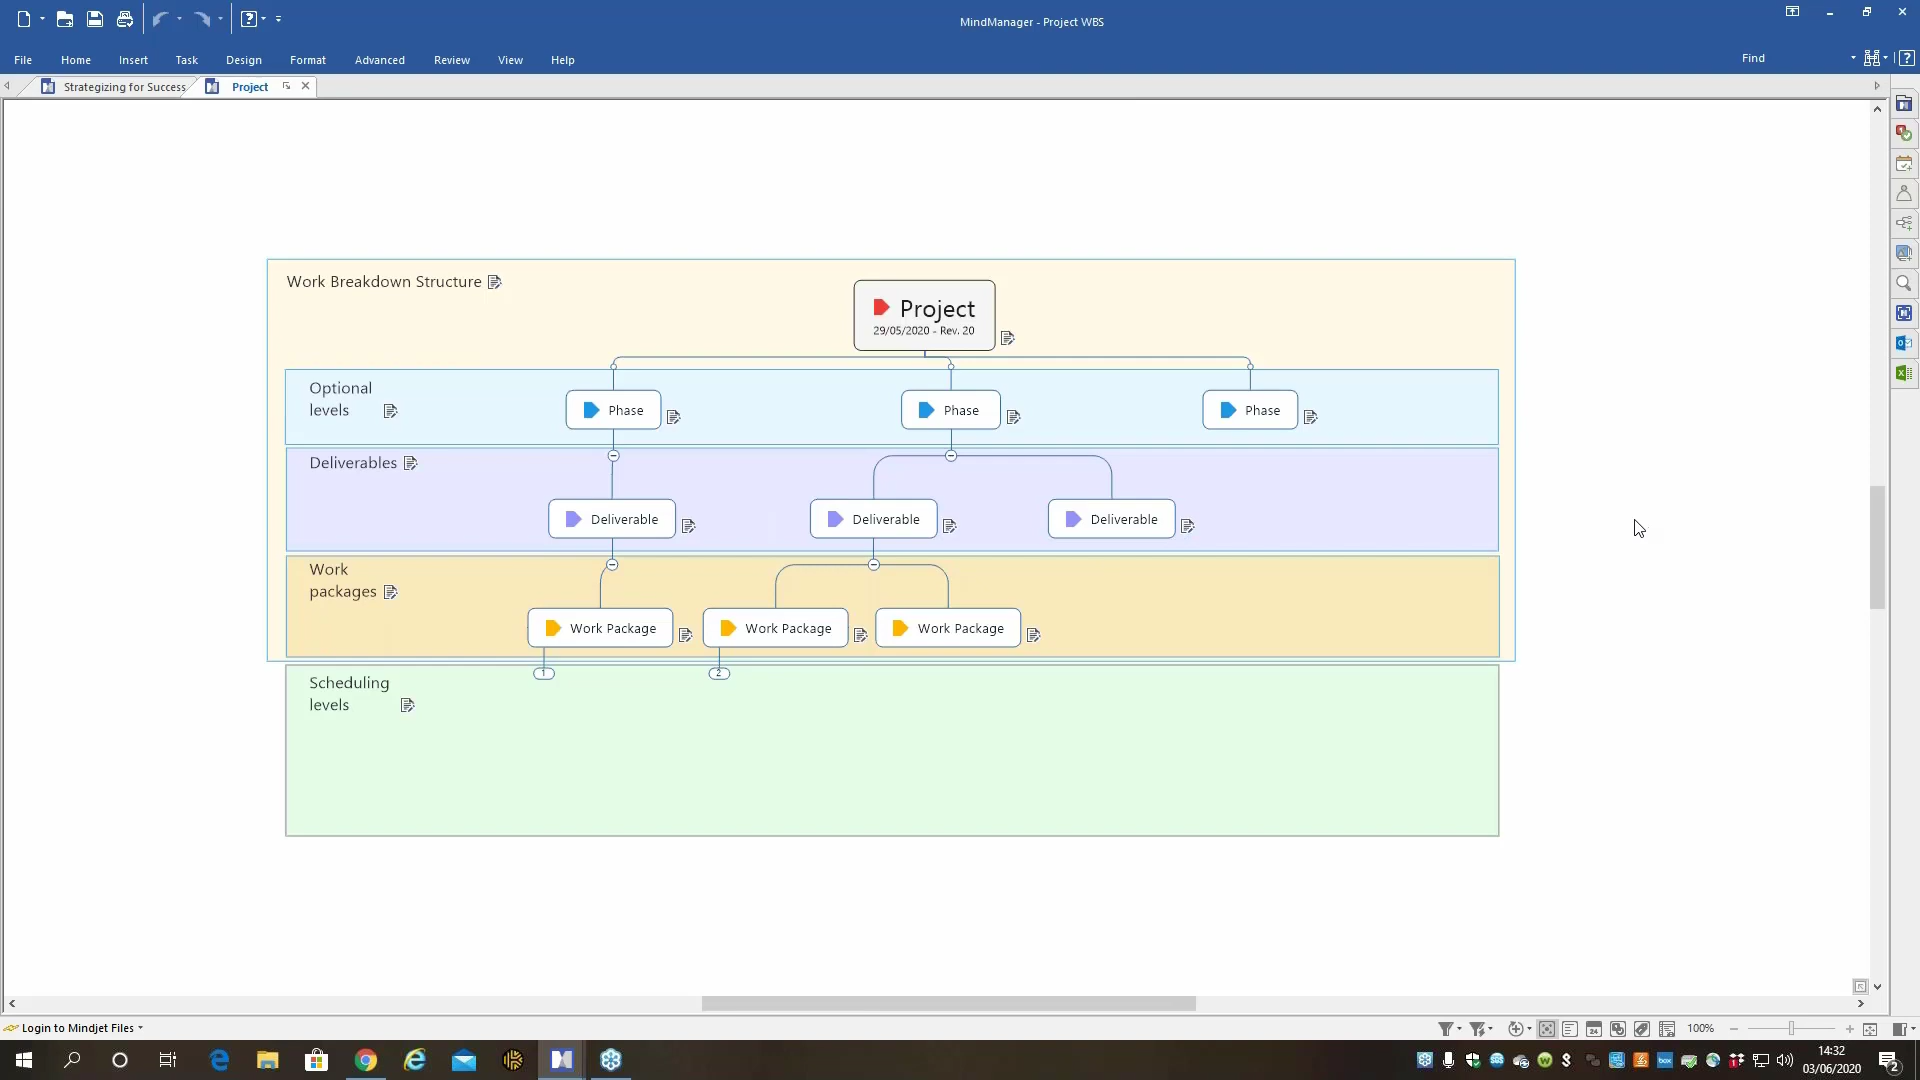 MindManager - Project WBS
File Home Insert Task Design Format Advanced Review View Help
Find
Strategizing for Success
Project
Work Breakdown Structure
Project
29/05/2020 - Rev. 20
Optional
levels
Phase
Phase
Phase
Deliverables
Deliverable
Deliverable
Deliverable
Work
packages
Work Package
Work Package
Work Package
1
2
Scheduling
levels
Login to Mindjet Files
100%
14:32
03/06/2020
2